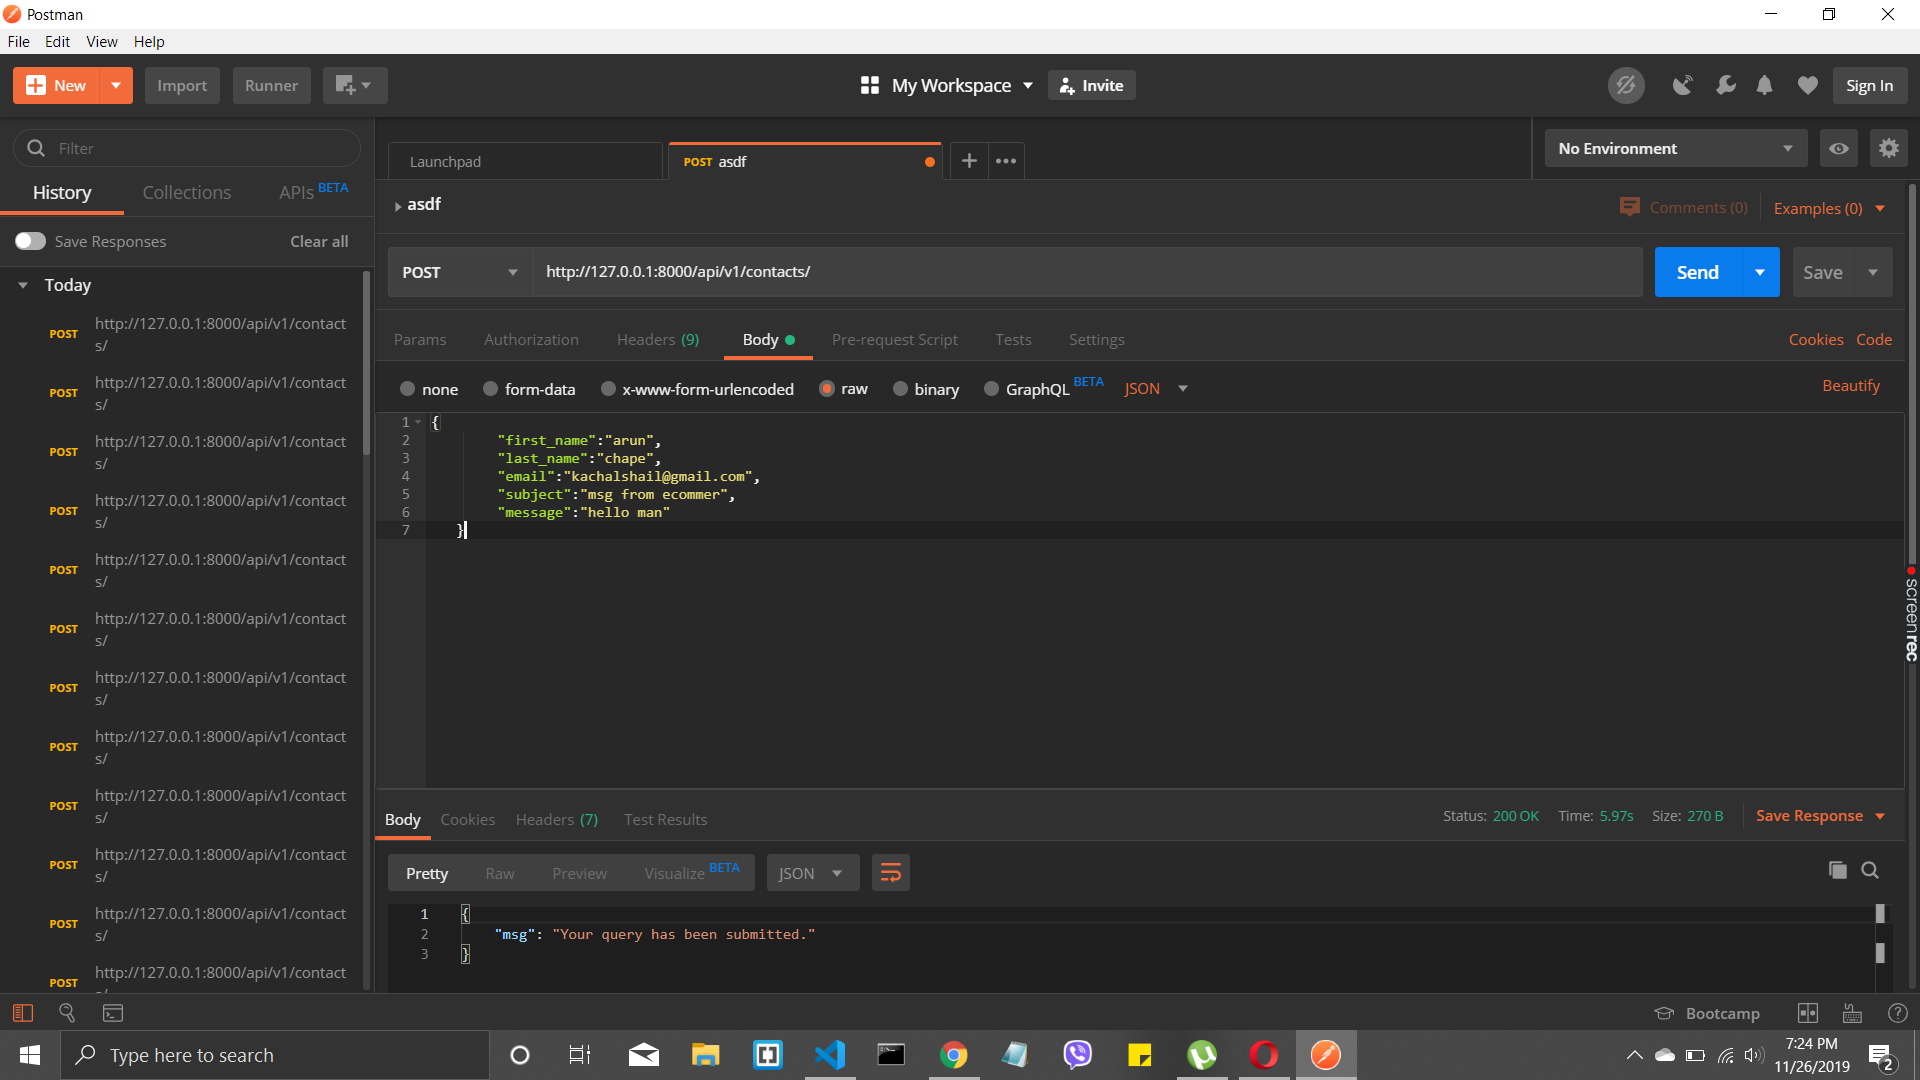 Postman
File Edit View Help
New Import Runner My Workspace Invite Sign In
Filter
Launchpad POST asdf ••• No Environment
History Collections APIs BETA
asdf Comments (0) Examples (0)
Save Responses Clear all
POST http://127.0.0.1:8000/api/v1/contacts/ Send Save
Today
POST http://127.0.0.1:8000/api/v1/contact
s/
POST http://127.0.0.1:8000/api/v1/contact
s/
POST http://127.0.0.1:8000/api/v1/contact
s/
POST http://127.0.0.1:8000/api/v1/contact
s/
POST http://127.0.0.1:8000/api/v1/contact
s/
POST http://127.0.0.1:8000/api/v1/contact
s/
POST http://127.0.0.1:8000/api/v1/contact
s/
POST http://127.0.0.1:8000/api/v1/contact
s/
POST http://127.0.0.1:8000/api/v1/contact
s/
POST http://127.0.0.1:8000/api/v1/contact
s/
POST http://127.0.0.1:8000/api/v1/contact
s/
POST http://127.0.0.1:8000/api/v1/contact
Params Authorization Headers (9) Body Pre-request Script Tests Settings Cookies Code
none form-data x-www-form-urlencoded raw binary GraphQL BETA JSON Beautify
1 {
2 "first_name":"arun",
3 "last_name":"chape",
4 "email":"kachalshail@gmail.com",
5 "subject":"msg from ecommer",
6 "message":"hello man"
7 }
screenrec
Body Cookies Headers (7) Test Results Status: 200 OK Time: 5.97s Size: 270 B Save Response
Pretty Raw Preview Visualize BETA JSON
1 {
2 "msg": "Your query has been submitted."
3 }
Bootcamp
Type here to search
7:24 PM
11/26/2019
2